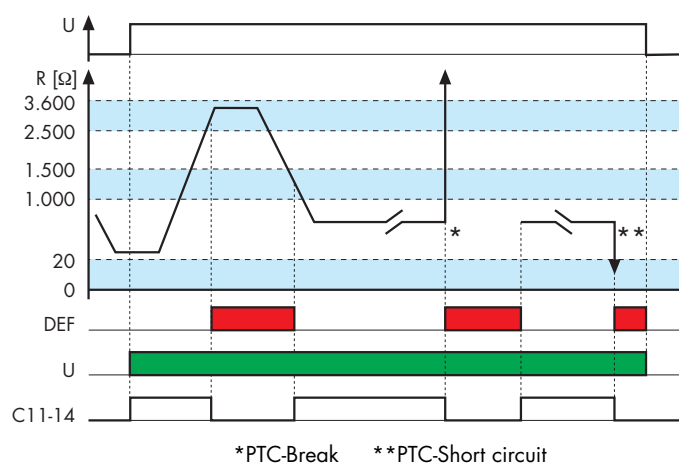 U
R [Ω]
3.600
2.500
1.500
1.000
*
**
20
0
DEF
U
C11-14
*PTC-Break **PTC-Short circuit